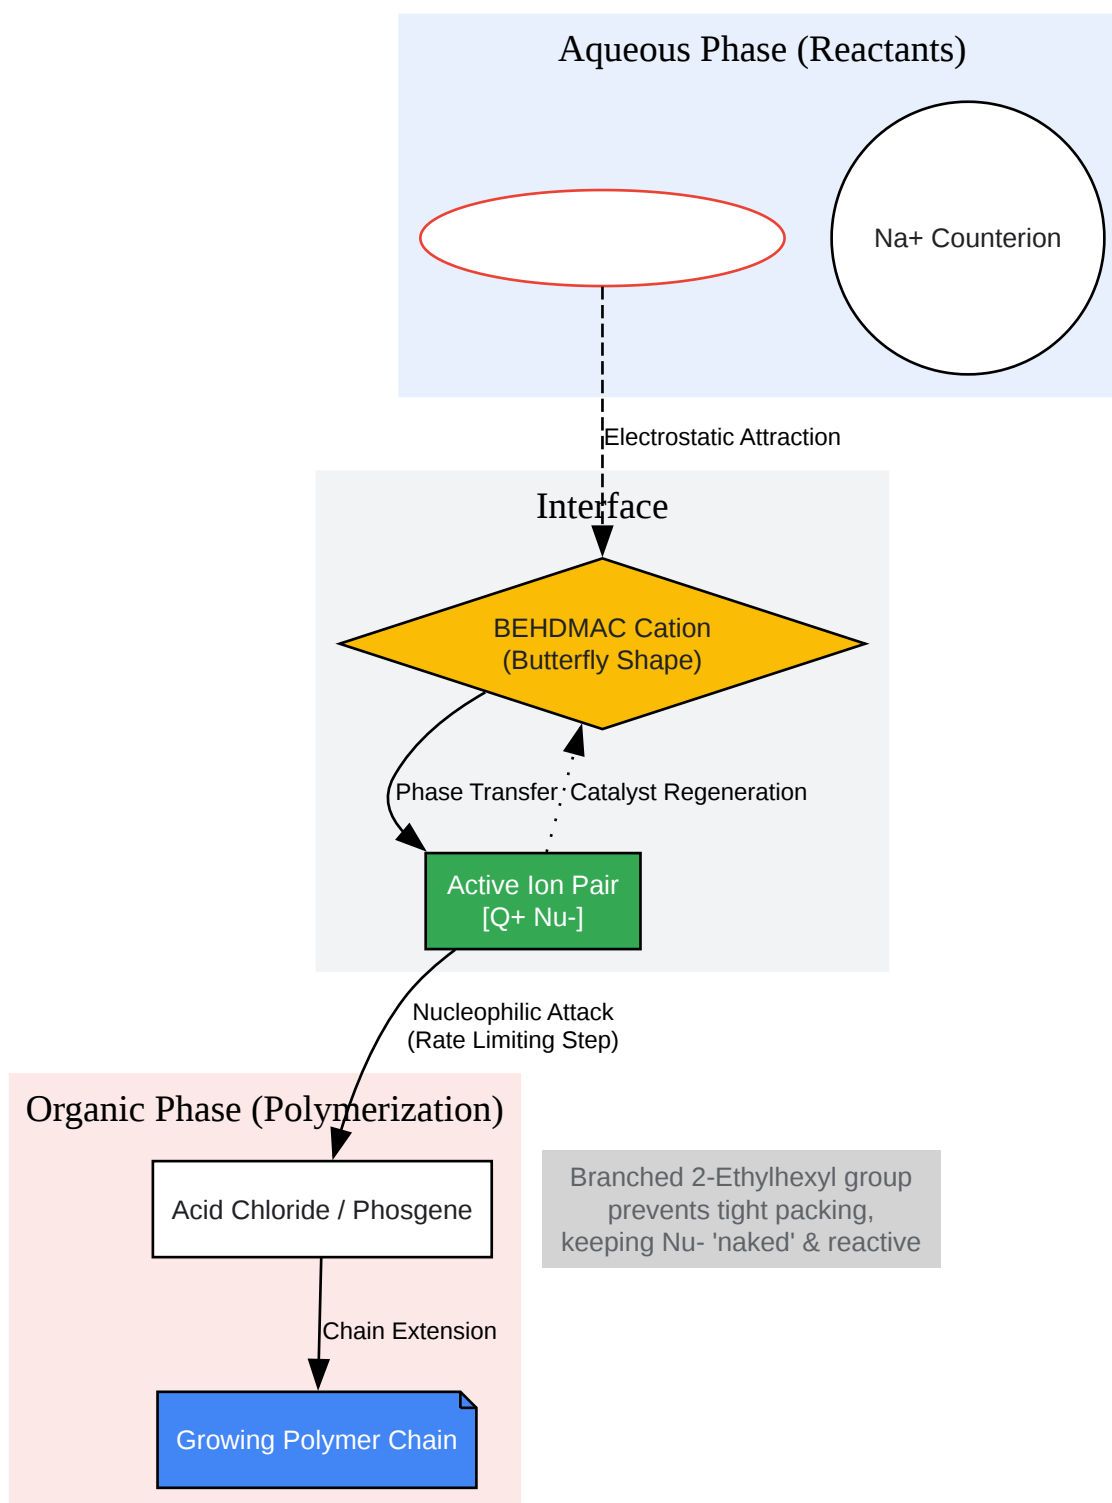 Aqueous Phase (Reactants)
Na+ Counterion
Electrostatic Attraction
Interface
BEHDMAC Cation
(Butterfly Shape)
Phase Transfer
Catalyst Regeneration
Active Ion Pair
[Q+ Nu-]
Nucleophilic Attack
(Rate Limiting Step)
Organic Phase (Polymerization)
Acid Chloride / Phosgene
Branched 2-Ethylhexyl group
prevents tight packing,
keeping Nu- 'naked' & reactive
Chain Extension
Growing Polymer Chain